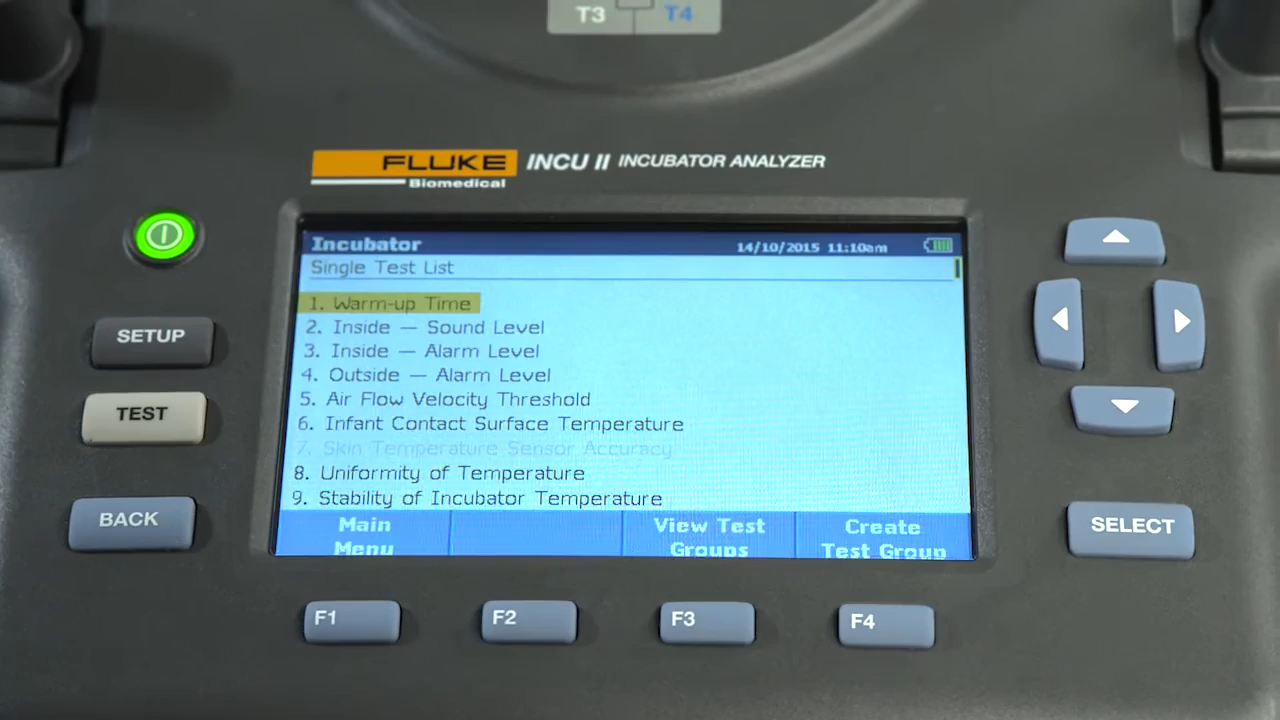 T3 T4
FLUKE
Biomedical
INCU II INCUBATOR ANALYZER
Incubator 14/10/2015 11:10am
Single Test List
1. Warm-up Time
2. Inside — Sound Level
3. Inside — Alarm Level
4. Outside — Alarm Level
5. Air Flow Velocity Threshold
6. Infant Contact Surface Temperature
7. Skin Temperature Sensor Accuracy
8. Uniformity of Temperature
9. Stability of Incubator Temperature
Main Menu
View Test Groups
Create Test Group
SETUP
TEST
BACK
SELECT
F1 F2 F3 F4